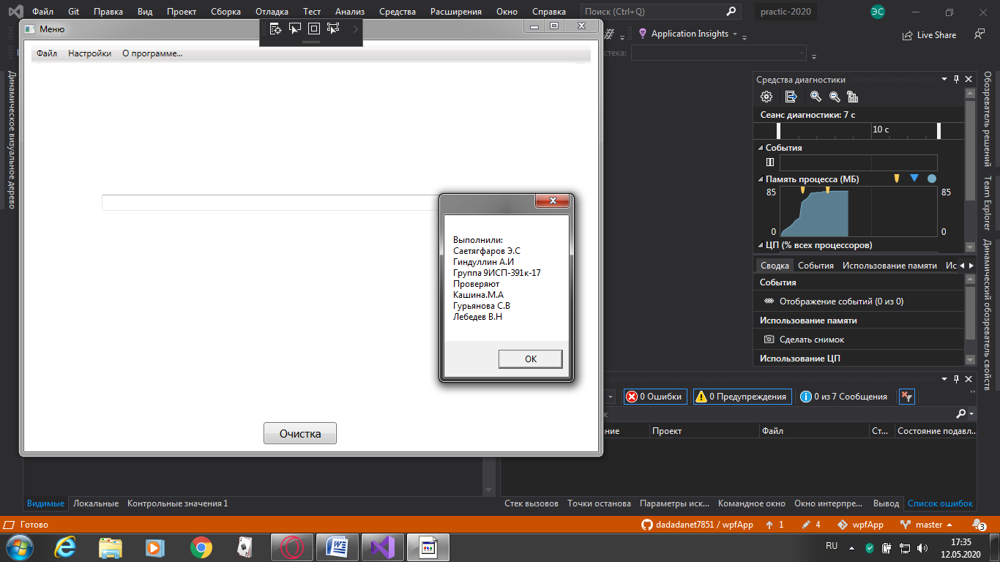 Файл Git Правка Вид Проект Сборка Отладка Тест Анализ Средства Расширения Окно Справка Поиск (Ctrl+Q) practic-2020 ЭС
Меню
Application Insights
Live Share
Файл Настройки О программе...
стека:
Динамическое визуальное дерево
Средства диагностики
Сеанс диагностики: 7 с
10 с
События
Память процесса (МБ)
85 85
0 0
ЦП (% всех процессоров)
Сводка События Использование памяти Ис
События
Отображение событий (0 из 0)
Использование памяти
Сделать снимок
Использование ЦП
Обозреватель решений
Team Explorer
Динамический обозреватель свойств
Выполнили:
Саетягфаров Э.С
Гиндуллин А.И
Группа 9ИСП-391к-17
Проверяют
Кашина.М.А
Гурьянова С.В
Лебедев В.Н
OK
Очистка
0 Ошибки 0 Предупреждения 0 из 7 Сообщения
ние Проект Файл Ст... Состояние подавл...
Видимые Локальные Контрольные значения 1
Стек вызовов Точки останова Параметры иск... Командное окно Окно интерпре... Вывод Список ошибок
Готово
dadadanet7851 / wpfApp 1 4 wpfApp master 3
RU
17:35
12.05.2020